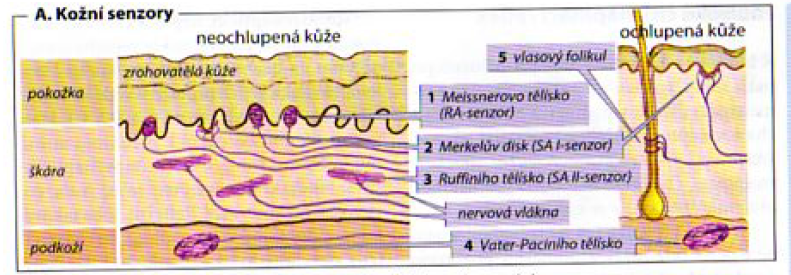 A. Kožní senzory
neochlupená kůže
ochlupená kůže
zrohovatělá kůže
pokožka
škára
podkoží
5 vlasový folikul
1 Meissnerovo tělísko
(RA-senzor)
2 Merkelův disk (SA I-senzor)
3 Ruffiniho tělísko (SA II-senzor)
nervová vlákna
4 Vater-Paciniho tělísko